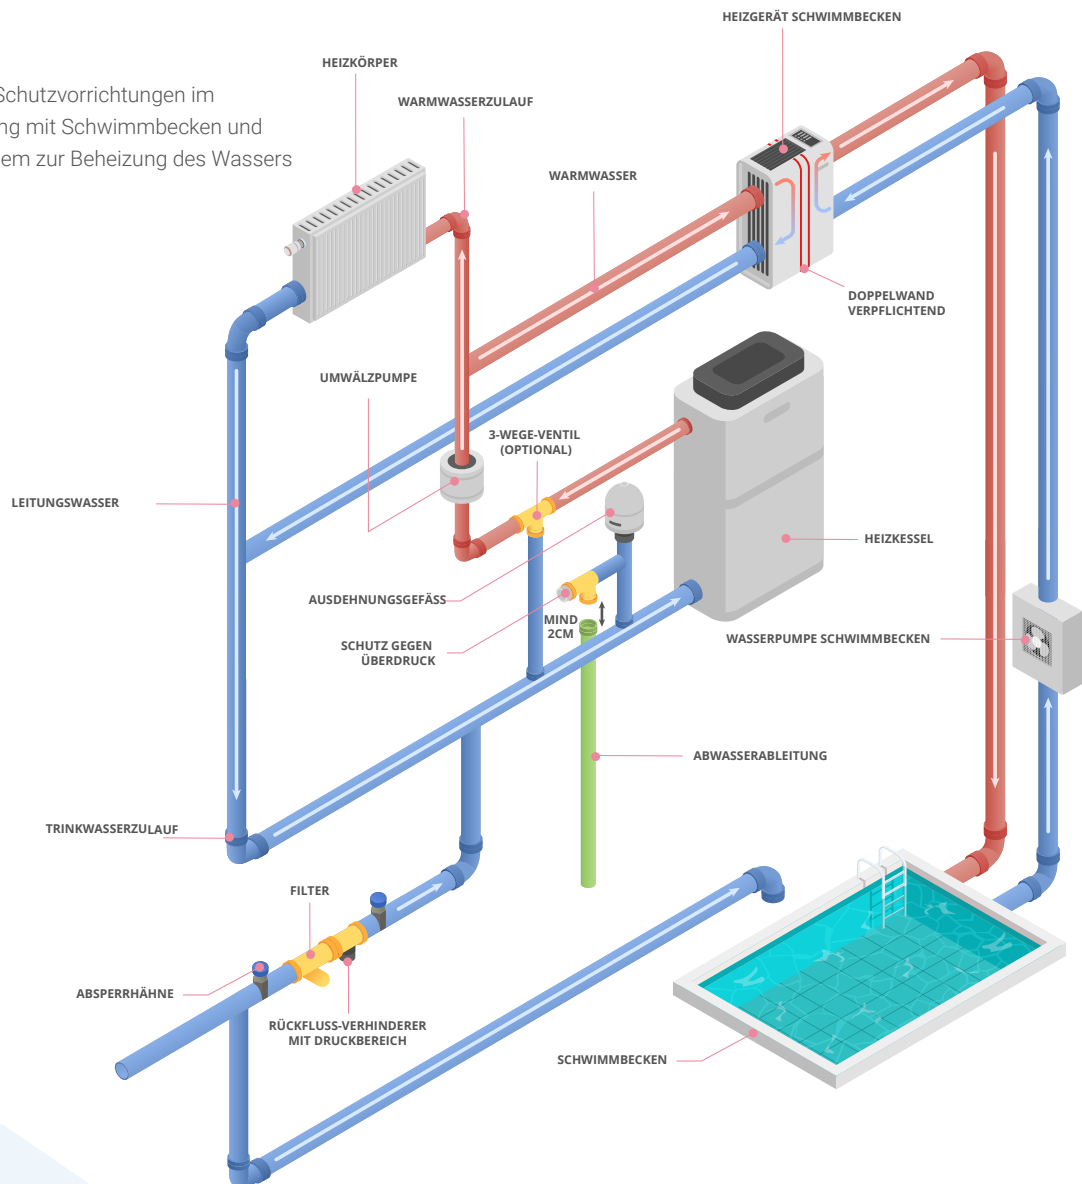 HEIZGERÄT SCHWIMMBECKEN
HEIZKÖRPER
Schutzvorrichtungen im
WARMWASSERZULAUF
ng mit Schwimmbecken und
em zur Beheizung des Wassers
WARMWASSER
DOPPELWAND
VERPFLICHTEND
UMWÄLZPUMPE
3-WEGE-VENTIL
(OPTIONAL)
LEITUNGSWASSER
HEIZKESSEL
AUSDEHNUNGSGEFÄSS
MIND
2CM
SCHUTZ GEGEN
ÜBERDRUCK
WASSERPUMPE SCHWIMMBECKEN
ABWASSERABLEITUNG
TRINKWASSERZULAUF
FILTER
ABSPERRHÄHNE
RÜCKFLUSS-VERHINDERER
MIT DRUCKBEREICH
SCHWIMMBECKEN